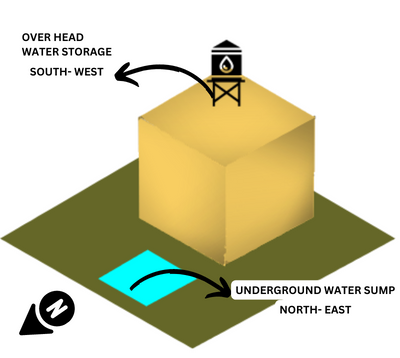 OVER HEAD
WATER STORAGE
SOUTH- WEST
UNDERGROUND WATER SUMP
NORTH- EAST
N